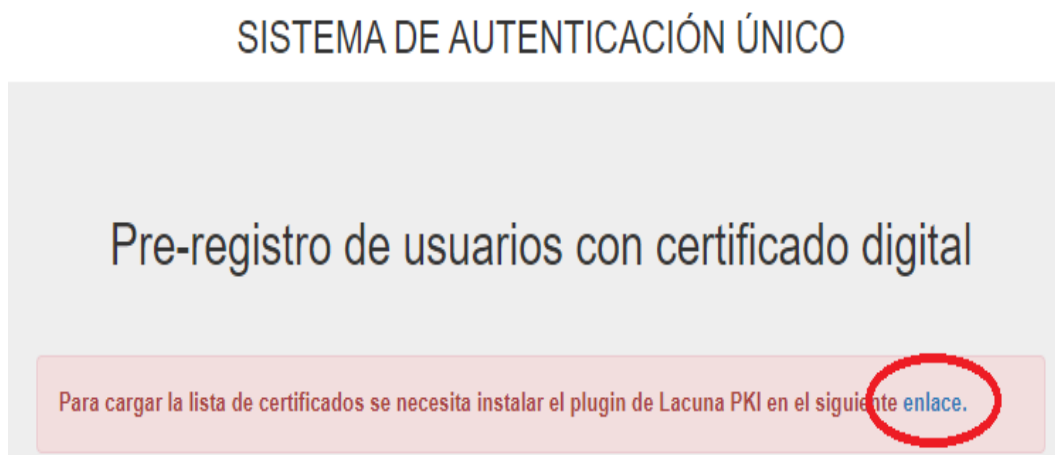 SISTEMA DE AUTENTICACIÓN ÚNICO
Pre-registro de usuarios con certificado digital
Para cargar la lista de certificados se necesita instalar el plugin de Lacuna PKI en el siguiente enlace.